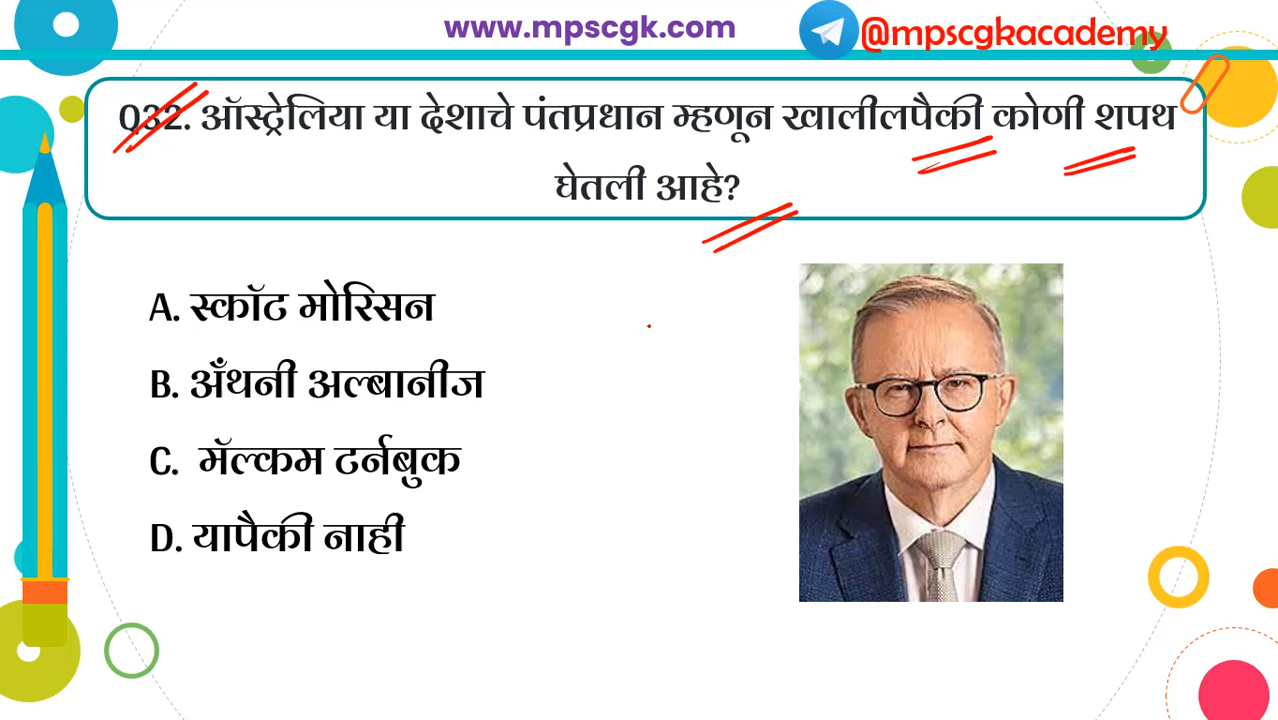 www.mpscgk.com
@mpscgkacademy
Q32. ऑस्ट्रेलिया या देशाचे पंतप्रधान म्हणून खालीलपैकी कोणी शपथ
घेतली आहे?
A. स्कॉट मोरिसन
B. अँथनी अल्बानीज
C. मॅल्कम टर्नबुक
D. यापैकी नाही